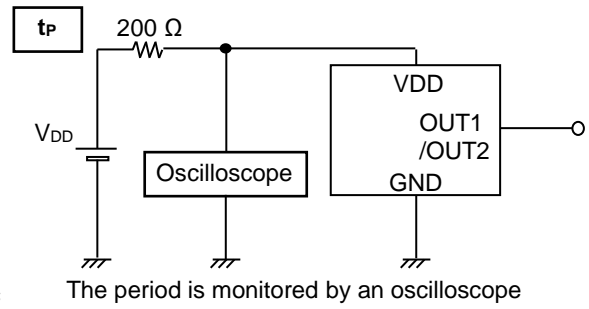 tP
200 Ω
VDD
VDD
OUT1
/OUT2
Oscilloscope
GND
The period is monitored by an oscilloscope